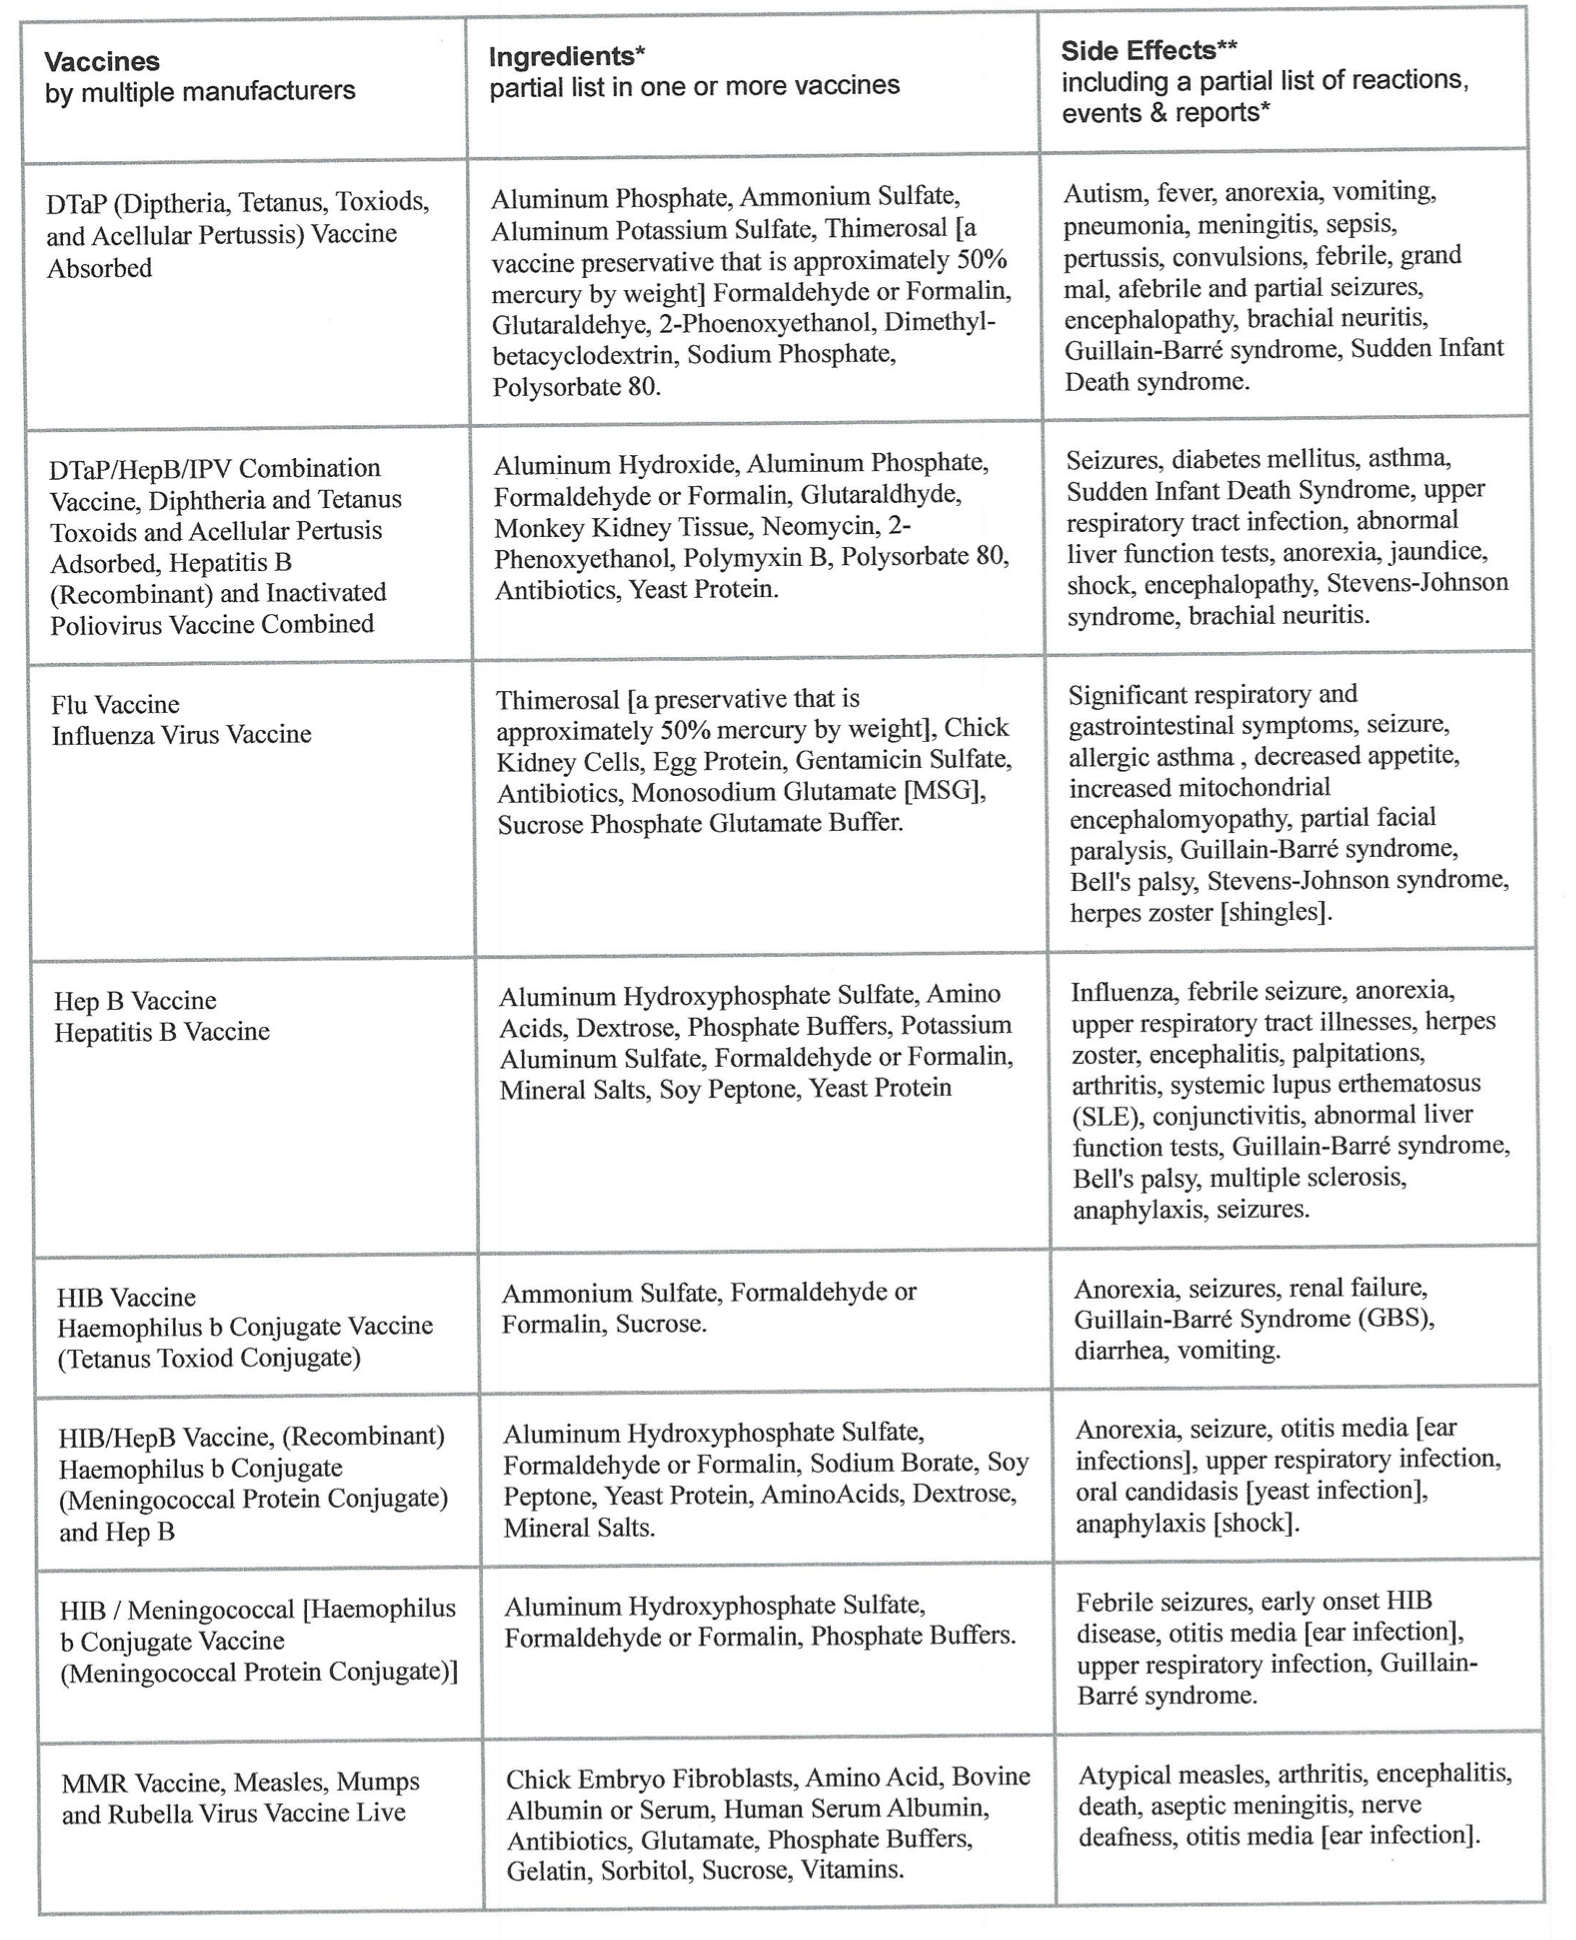 Vaccines
by multiple manufacturers
Ingredients*
partial list in one or more vaccines
Side Effects**
including a partial list of reactions,
events & reports*
DTaP (Diptheria, Tetanus, Toxiods,
and Acellular Pertussis) Vaccine
Absorbed
Aluminum Phosphate, Ammonium Sulfate,
Aluminum Potassium Sulfate, Thimerosal [a
vaccine preservative that is approximately 50%
mercury by weight] Formaldehyde or Formalin,
Glutaraldehye, 2-Phoenoxyethanol, Dimethyl-
betacyclodextrin, Sodium Phosphate,
Polysorbate 80.
Autism, fever, anorexia, vomiting,
pneumonia, meningitis, sepsis,
pertussis, convulsions, febrile, grand
mal, afebrile and partial seizures,
encephalopathy, brachial neuritis,
Guillain-Barré syndrome, Sudden Infant
Death syndrome.
DTaP/HepB/IPV Combination
Vaccine, Diphtheria and Tetanus
Toxoids and Acellular Pertusis
Adsorbed, Hepatitis B
(Recombinant) and Inactivated
Poliovirus Vaccine Combined
Aluminum Hydroxide, Aluminum Phosphate,
Formaldehyde or Formalin, Glutaraldhyde,
Monkey Kidney Tissue, Neomycin, 2-
Phenoxyethanol, Polymyxin B, Polysorbate 80,
Antibiotics, Yeast Protein.
Seizures, diabetes mellitus, asthma,
Sudden Infant Death Syndrome, upper
respiratory tract infection, abnormal
liver function tests, anorexia, jaundice,
shock, encephalopathy, Stevens-Johnson
syndrome, brachial neuritis.
Flu Vaccine
Influenza Virus Vaccine
Thimerosal [a preservative that is
approximately 50% mercury by weight], Chick
Kidney Cells, Egg Protein, Gentamicin Sulfate,
Antibiotics, Monosodium Glutamate [MSG],
Sucrose Phosphate Glutamate Buffer.
Significant respiratory and
gastrointestinal symptoms, seizure,
allergic asthma , decreased appetite,
increased mitochondrial
encephalomyopathy, partial facial
paralysis, Guillain-Barré syndrome,
Bell's palsy, Stevens-Johnson syndrome,
herpes zoster [shingles].
Hep B Vaccine
Hepatitis B Vaccine
Aluminum Hydroxyphosphate Sulfate, Amino
Acids, Dextrose, Phosphate Buffers, Potassium
Aluminum Sulfate, Formaldehyde or Formalin,
Mineral Salts, Soy Peptone, Yeast Protein
Influenza, febrile seizure, anorexia,
upper respiratory tract illnesses, herpes
zoster, encephalitis, palpitations,
arthritis, systemic lupus erthematosus
(SLE), conjunctivitis, abnormal liver
function tests, Guillain-Barré syndrome,
Bell's palsy, multiple sclerosis,
anaphylaxis, seizures.
HIB Vaccine
Haemophilus b Conjugate Vaccine
(Tetanus Toxiod Conjugate)
Ammonium Sulfate, Formaldehyde or
Formalin, Sucrose.
Anorexia, seizures, renal failure,
Guillain-Barré Syndrome (GBS),
diarrhea, vomiting.
HIB/HepB Vaccine, (Recombinant)
Haemophilus b Conjugate
(Meningococcal Protein Conjugate)
and Hep B
Aluminum Hydroxyphosphate Sulfate,
Formaldehyde or Formalin, Sodium Borate, Soy
Peptone, Yeast Protein, AminoAcids, Dextrose,
Mineral Salts.
Anorexia, seizure, otitis media [ear
infections], upper respiratory infection,
oral candidasis [yeast infection],
anaphylaxis [shock].
HIB / Meningococcal [Haemophilus
b Conjugate Vaccine
(Meningococcal Protein Conjugate)]
Aluminum Hydroxyphosphate Sulfate,
Formaldehyde or Formalin, Phosphate Buffers.
Febrile seizures, early onset HIB
disease, otitis media [ear infection],
upper respiratory infection, Guillain-
Barré syndrome.
MMR Vaccine, Measles, Mumps
and Rubella Virus Vaccine Live
Chick Embryo Fibroblasts, Amino Acid, Bovine
Albumin or Serum, Human Serum Albumin,
Antibiotics, Glutamate, Phosphate Buffers,
Gelatin, Sorbitol, Sucrose, Vitamins.
Atypical measles, arthritis, encephalitis,
death, aseptic meningitis, nerve
deafness, otitis media [ear infection].